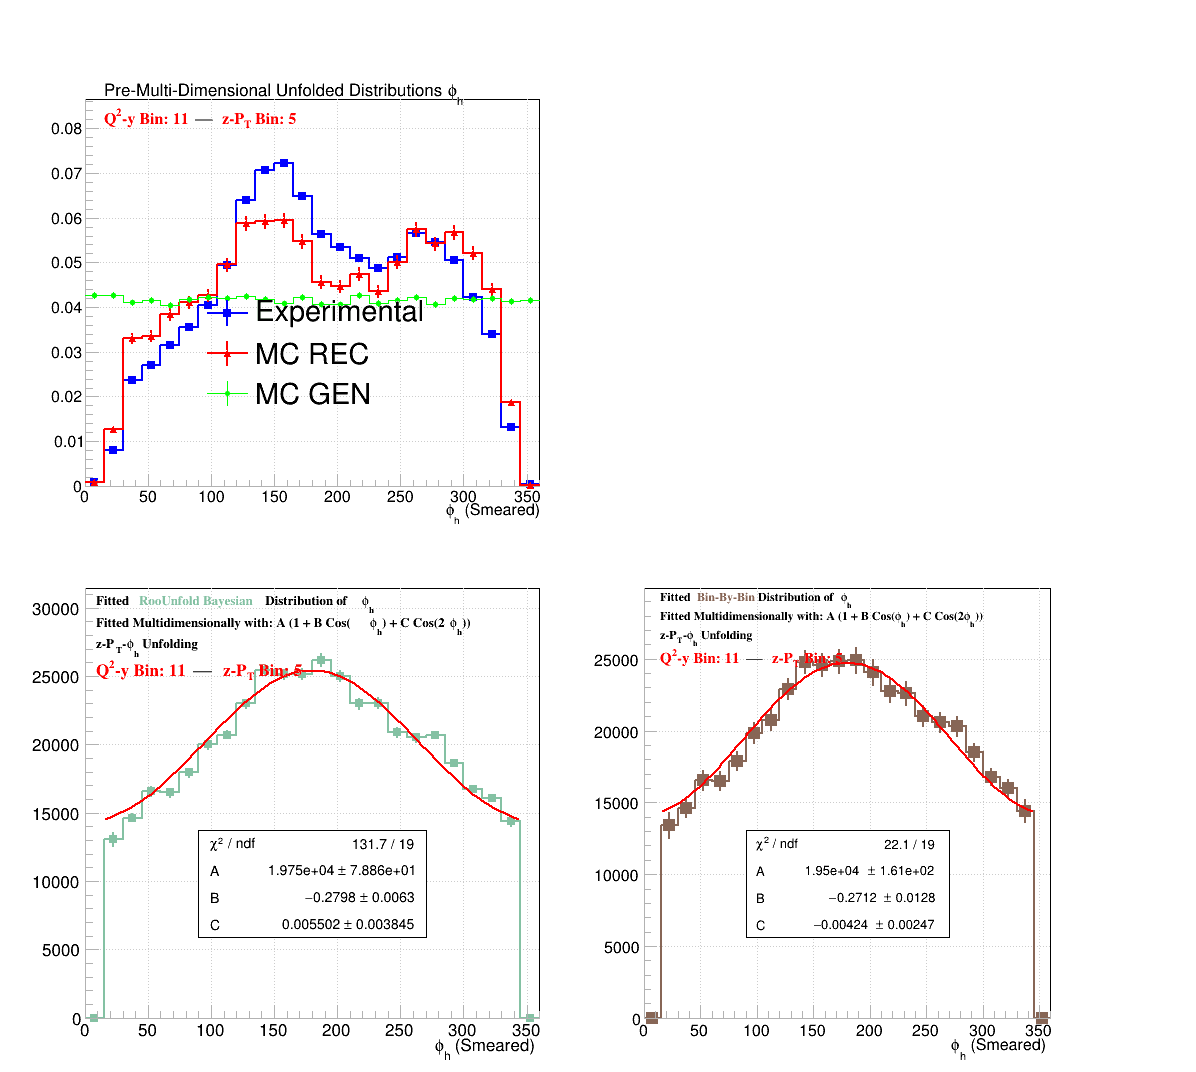 Pre-Multi-Dimensional Unfolded Distributions ϕh
Q²-y Bin: 11 — z-PT Bin: 5
0.08
0.07
0.06
0.05
0.04
0.03
0.02
0.01
0
Experimental
MC REC
MC GEN
0 50 100 150 200 250 300 350
ϕh (Smeared)
Fitted RooUnfold Bayesian Distribution of ϕh
Fitted Multidimensionally with: A (1 + B Cos( ϕh) + C Cos(2 ϕh))
z-PT-ϕh Unfolding
Q²-y Bin: 11 — z-PT Bin: 5
30000
25000
20000
15000
10000
5000
0
χ² / ndf 131.7 / 19
A 1.975e+04 ± 7.886e+01
B −0.2798 ± 0.0063
C 0.005502 ± 0.003845
0 50 100 150 200 250 300 350
ϕh (Smeared)
Fitted Bin-By-Bin Distribution of ϕh
Fitted Multidimensionally with: A (1 + B Cos(ϕh) + C Cos(2ϕh))
z-PT-ϕh Unfolding
Q²-y Bin: 11 — z-PT Bin:
25000
20000
15000
10000
5000
0
χ² / ndf 22.1 / 19
A 1.95e+04 ± 1.61e+02
B −0.2712 ± 0.0128
C −0.00424 ± 0.00247
0 50 100 150 200 250 300 350
ϕh (Smeared)